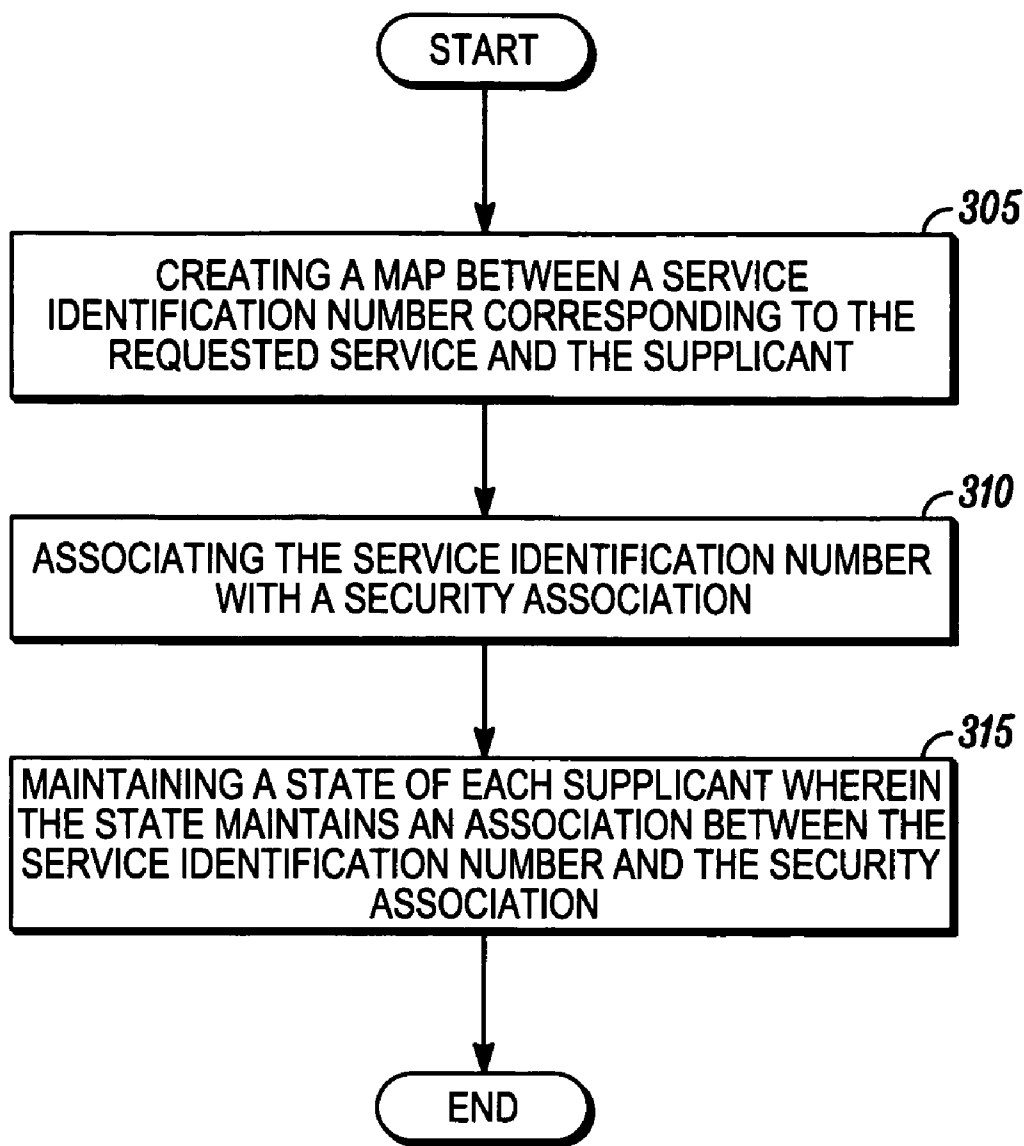 START
305
CREATING A MAP BETWEEN A SERVICE
IDENTIFICATION NUMBER CORRESPONDING TO THE
REQUESTED SERVICE AND THE SUPPLICANT
310
ASSOCIATING THE SERVICE IDENTIFICATION NUMBER
WITH A SECURITY ASSOCIATION
315
MAINTAINING A STATE OF EACH SUPPLICANT WHEREIN
THE STATE MAINTAINS AN ASSOCIATION BETWEEN THE
SERVICE IDENTIFICATION NUMBER AND THE SECURITY
ASSOCIATION
END